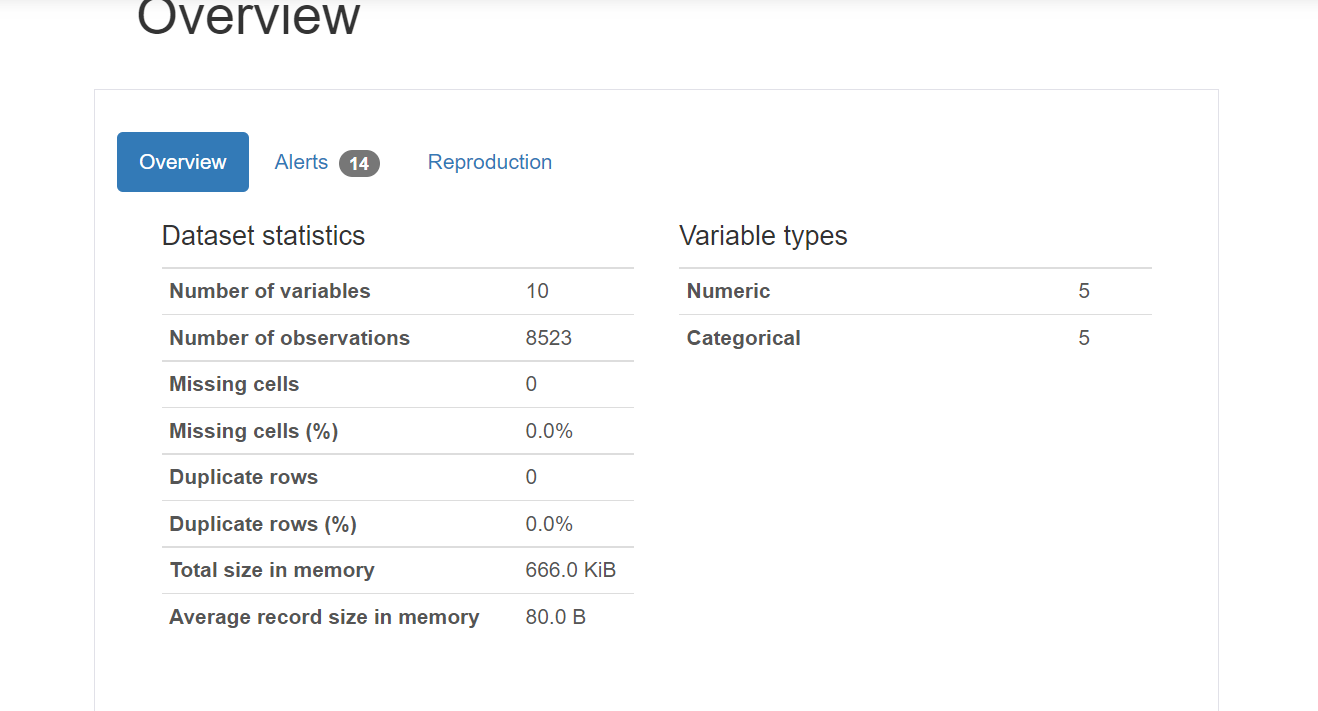 Overview
Overview Alerts 14 Reproduction
Dataset statistics
Number of variables 10
Number of observations 8523
Missing cells 0
Missing cells (%) 0.0%
Duplicate rows 0
Duplicate rows (%) 0.0%
Total size in memory 666.0 KiB
Average record size in memory 80.0 B
Variable types
Numeric 5
Categorical 5